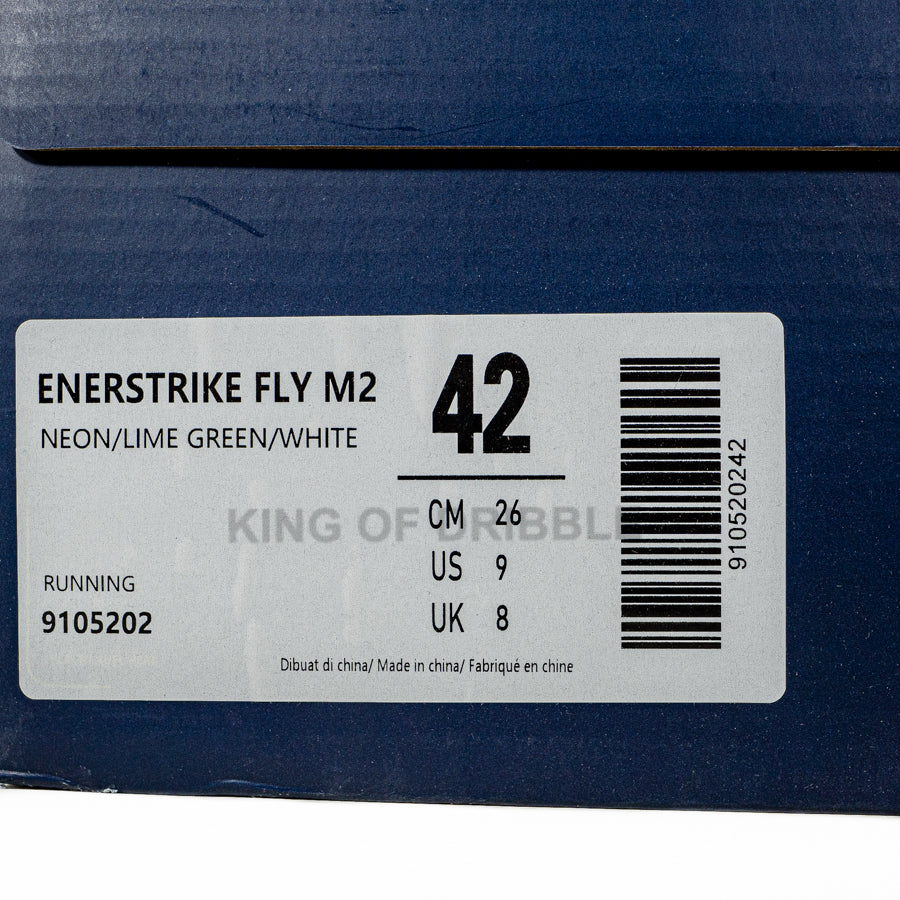 ENERSTRIKE FLY M2
NEON/LIME GREEN/WHITE
42
CM 26
US 9
UK 8
KING OF DRIBBLE
RUNNING
9105202
Dibuat di china/ Made in china/ Fabriqué en chine
910520242